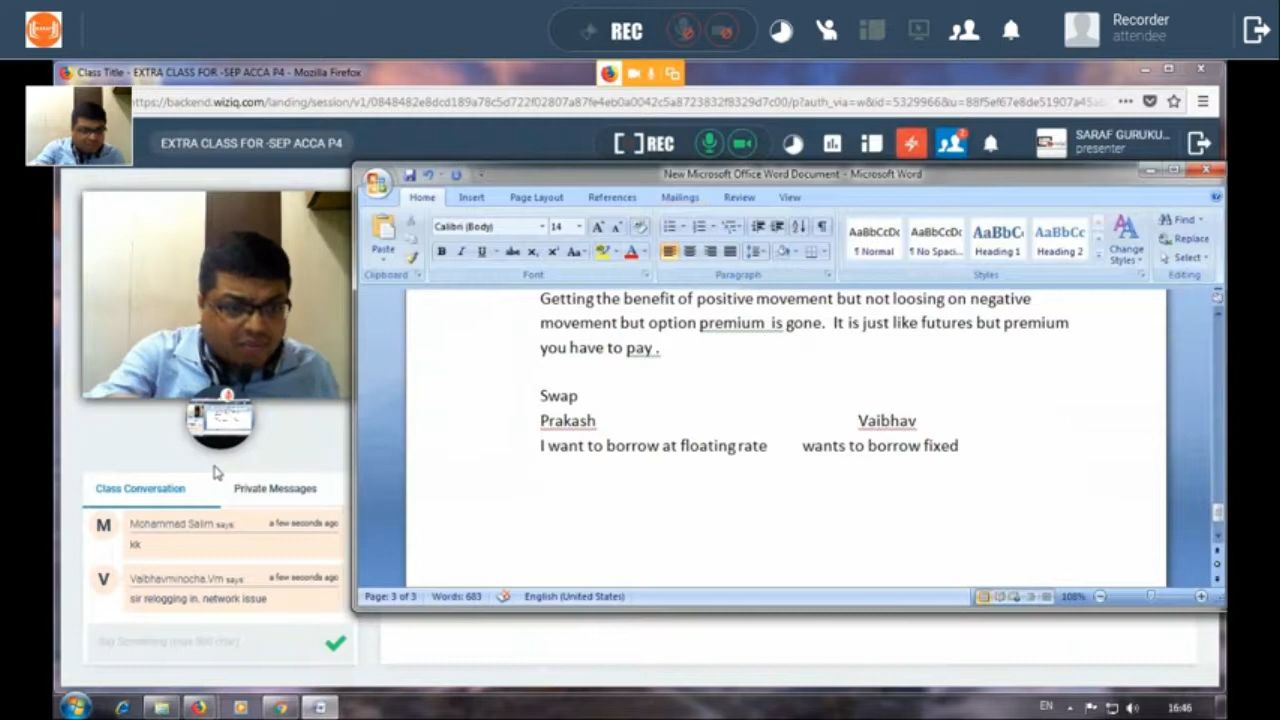 REC
Recorder
attendee
Class Title - EXTRA CLASS FOR -SEP ACCA P4 - Mozilla Firefox
EXTRA CLASS FOR -SEP ACCA P4
REC
SARAF GURUKU...
presenter
New Microsoft Office Word Document - Microsoft Word
Home Insert Page Layout References Mailings Review View
Paste
Calibri (Body) 14
B I U abc
AaBbCcDc AaBbCcDc AaBbC AaBbCc
¶ Normal ¶ No Spaci... Heading 1 Heading 2
Change Styles
Find
Replace
Select
Clipboard Font Paragraph Styles Editing
Getting the benefit of positive movement but not loosing on negative
movement but option premium is gone. It is just like futures but premium
you have to pay .
Swap
Prakash Vaibhav
I want to borrow at floating rate wants to borrow fixed
Class Conversation Private Messages
M Mohammed Salim says: a few seconds ago
kk
V Vaibhavminocha.Vm says: a few seconds ago
sir relogging in. network issue
Say Something (max 500 char)
Page: 3 of 3 Words: 683 English (United States) 108%
EN 16:46